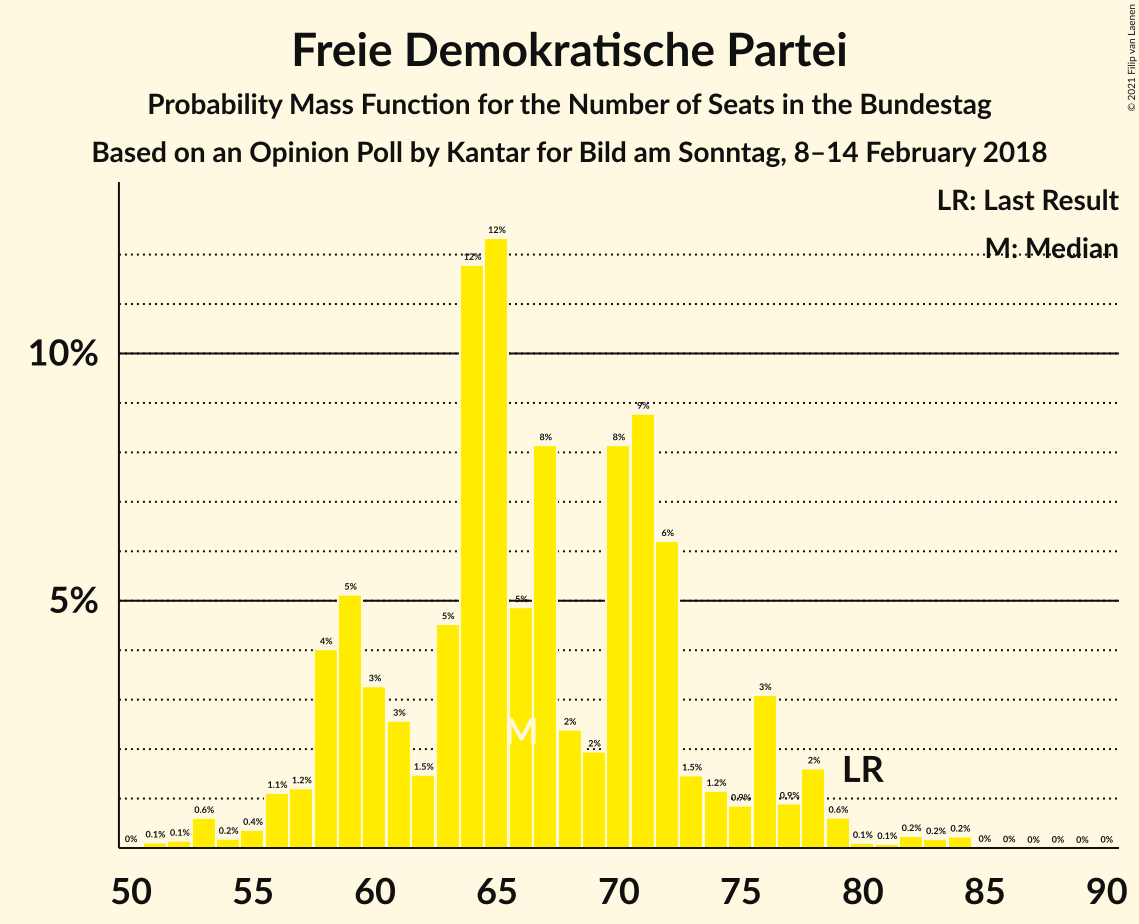 Freie Demokratische Partei
Probability Mass Function for the Number of Seats in the Bundestag
Based on an Opinion Poll by Kantar for Bild am Sonntag, 8–14 February 2018
© 2021 Filip van Laenen
LR: Last Result
M: Median
10%
5%
0% 0.1% 0.1% 0.6% 0.2% 0.4% 1.1% 1.2% 4% 5% 3% 3% 1.5% 5% 12% 12% 5% 8% 2% 2% 8% 9% 6% 1.5% 1.2% 0.9% 3% 0.9% 2% 0.6% 0.1% 0.1% 0.2% 0.2% 0.2% 0% 0% 0% 0% 0% 0%
M
LR
50 55 60 65 70 75 80 85 90